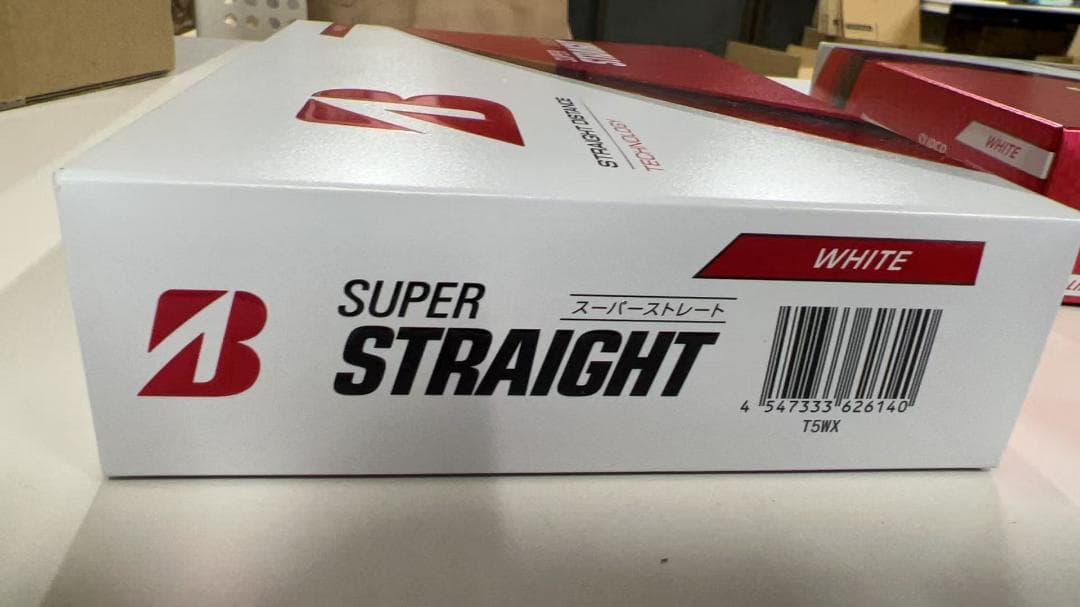 STRAIGHT DISTANCE
TECHNOLOGY
WHITE
WHITE
SUPER
スーパーストレート
STRAIGHT
4 547333 626140
T5WX